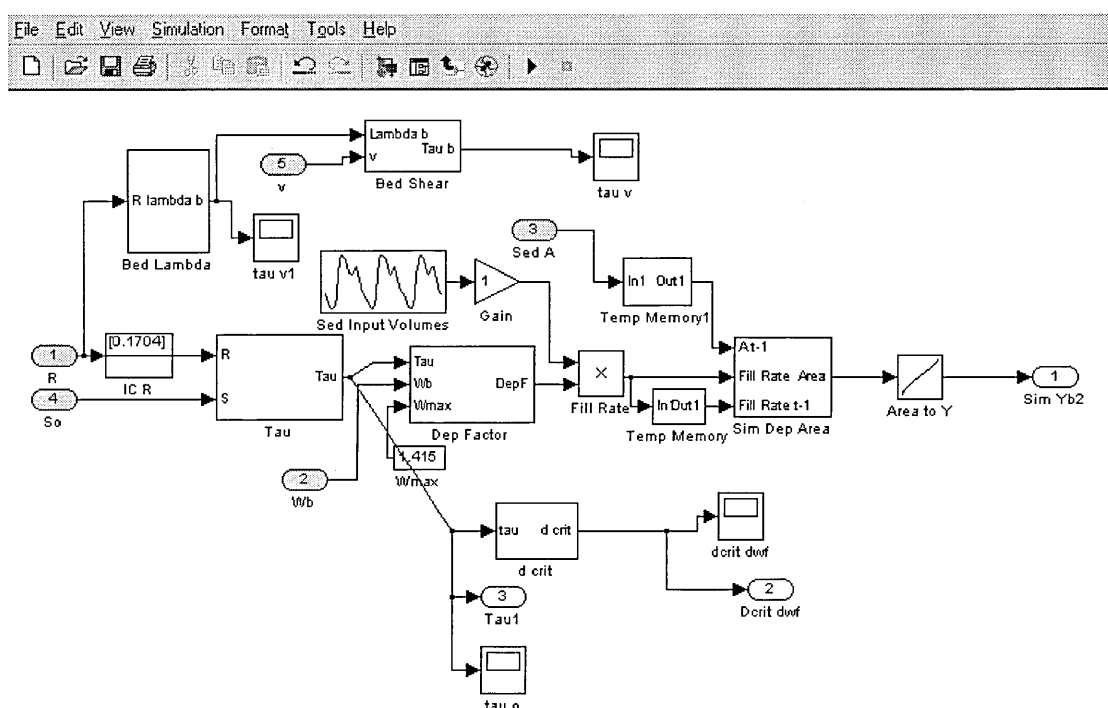 File Edit View Simulation Format Tools Help
Lambda b
v
Tau b
Bed Shear
5
v
tau v
R lambda b
Bed Lambda
tau v1
3
Sed A
In1 Out1
Temp Memory1
Sed Input Volumes
1
Gain
[0.1704]
IC R
1
R
4
So
R
S
Tau
Tau
Tau
Wb
Wmax
DepF
Dep Factor
1.415
Wmax
2
Wb
×
Fill Rate
In1Out1
Temp Memory
At-1
Fill Rate Area
Fill Rate t-1
Sim Dep Area
Area to Y
1
Sim Yb2
tau d crit
d crit
dcrit dwf
2
Dcrit dwf
3
Tau1
tau o